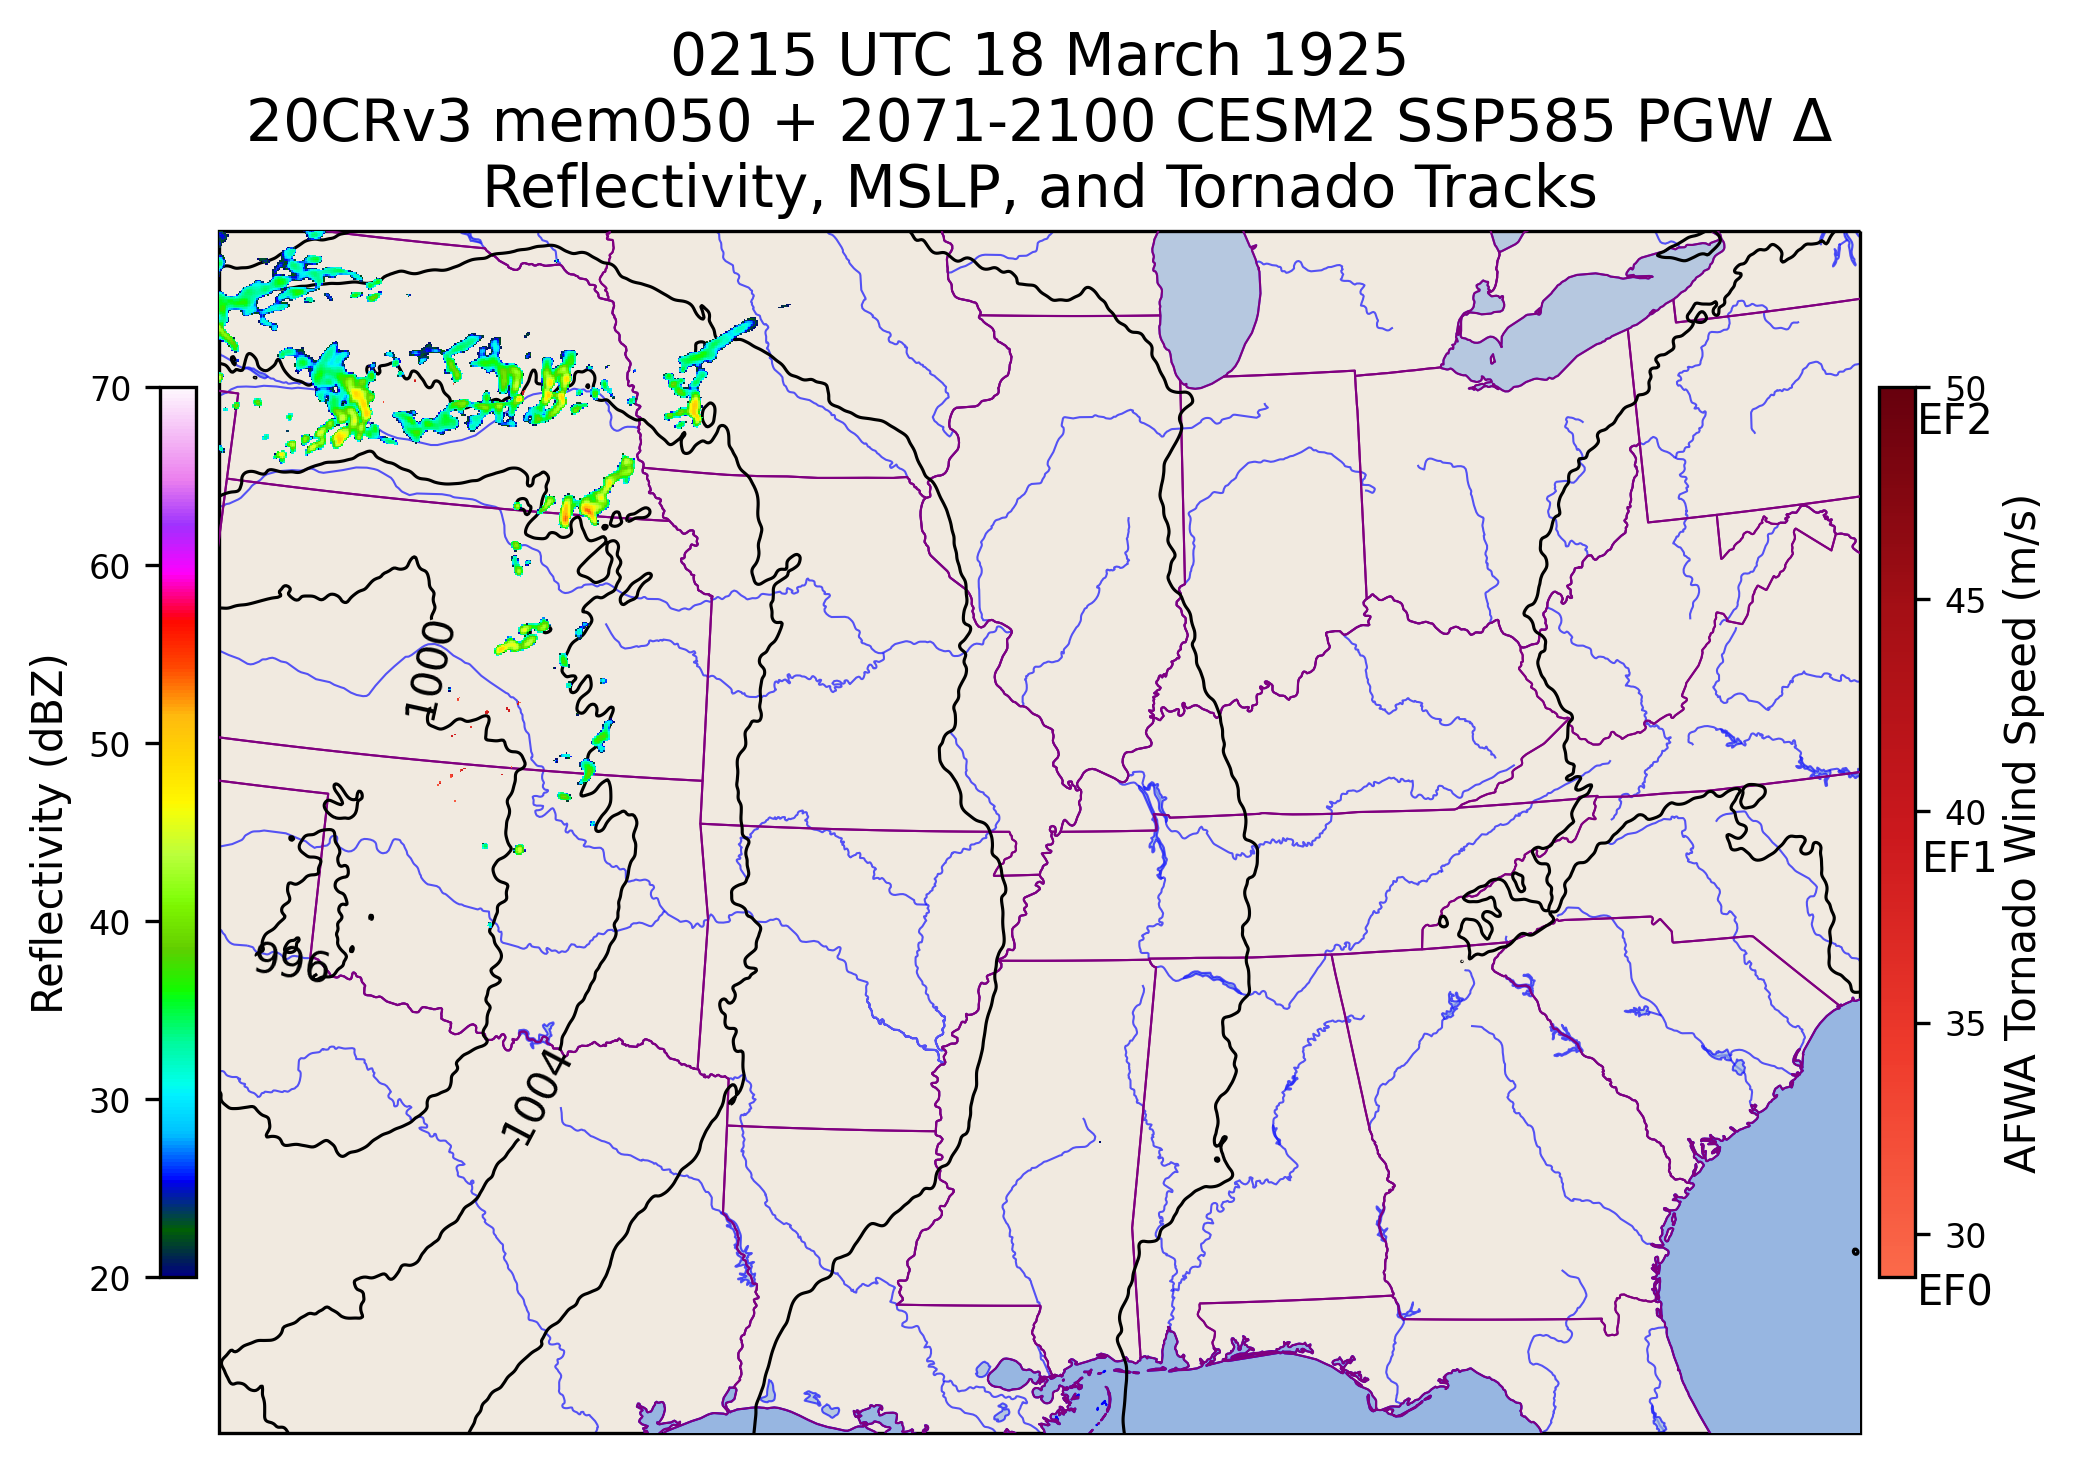 0215 UTC 18 March 1925
20CRv3 mem050 + 2071-2100 CESM2 SSP585 PGW Δ
Reflectivity, MSLP, and Tornado Tracks
70
60
50
40
30
20
Reflectivity (dBZ)
1000
996
1004
50
EF2
45
40
EF1
35
30
EF0
AFWA Tornado Wind Speed (m/s)